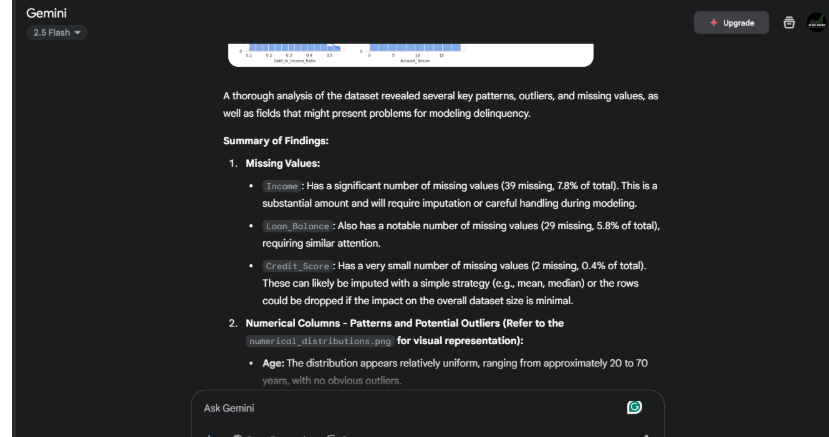 Gemini
2.5 Flash
Upgrade
0 0
0.1 0.2 0.3 0.4 0.5 0 5 10 15
Debt_to_Income_Ratio Account_Tenure
A thorough analysis of the dataset revealed several key patterns, outliers, and missing values, as
well as fields that might present problems for modeling delinquency.
Summary of Findings:
1. Missing Values:
• Income : Has a significant number of missing values (39 missing, 7.8% of total). This is a
substantial amount and will require imputation or careful handling during modeling.
• Loan_Balance : Also has a notable number of missing values (29 missing, 5.8% of total),
requiring similar attention.
• Credit_Score : Has a very small number of missing values (2 missing, 0.4% of total).
These can likely be imputed with a simple strategy (e.g., mean, median) or the rows
could be dropped if the impact on the overall dataset size is minimal.
2. Numerical Columns - Patterns and Potential Outliers (Refer to the
numerical_distributions.png for visual representation):
• Age: The distribution appears relatively uniform, ranging from approximately 20 to 70
years, with no obvious outliers.
Ask Gemini